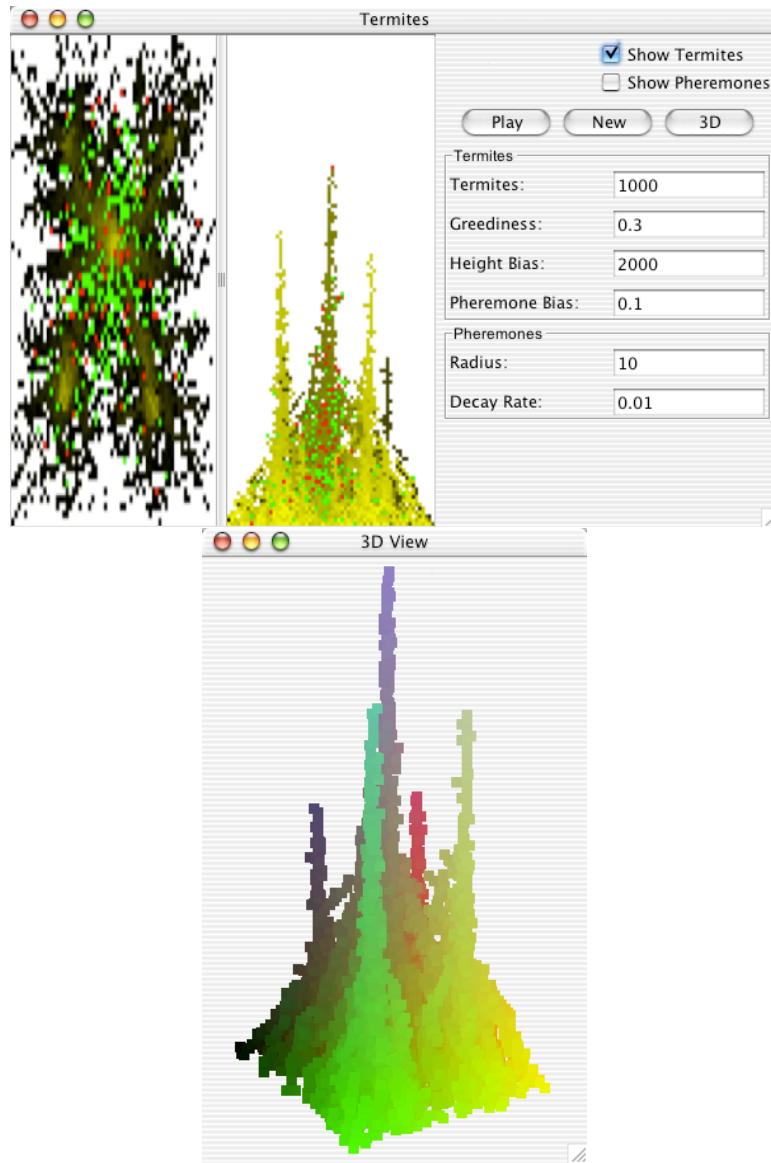 Termites
Show Termites
Show Pheremones
Play New 3D
Termites
Termites: 1000
Greediness: 0.3
Height Bias: 2000
Pheremone Bias: 0.1
Pheremones
Radius: 10
Decay Rate: 0.01
3D View